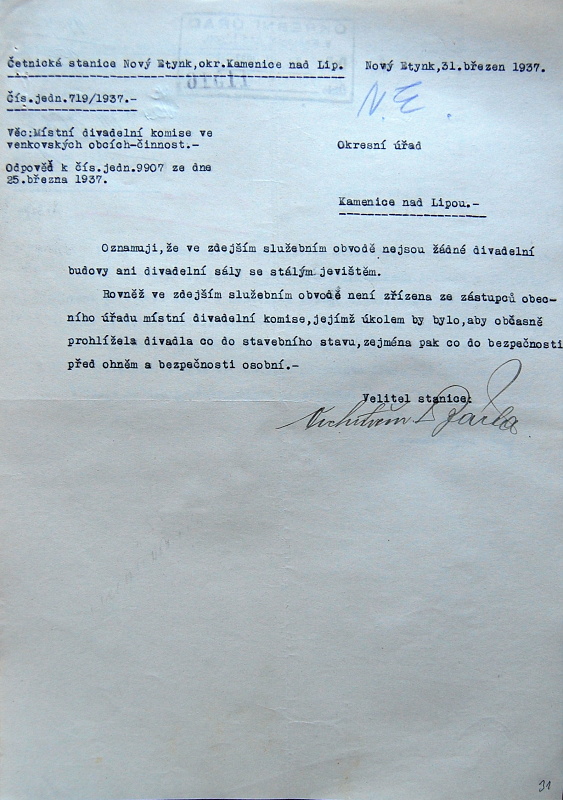 Četnická stanice Nový Etynk,okr.Kamenice nad Lip. Nový Etynk,31.březen 1937.
Čís.jedn.719/1937.-
N.E.
Věc:Místní divadelní komise ve
venkovských obcích-činnost.-
Okresní úřad
Odpověď k čís.jedn.9907 ze dne
25.března 1937.
Kamenice nad Lipou.-
Oznamuji,že ve zdejším služebním obvodě nejsou žádné divadelní
budovy ani divadelní sály se stálým jevištěm.
Rovněž ve zdejším služebním obvodě není zřízena ze zástupců obec-
ního úřadu místní divadelní komise,jejímž úkolem by bylo,aby občasně
prohlížela divadla co do stavebního stavu,zejména pak co do bezpečnosti
před ohněm a bezpečnosti osobní.-
Velitel stanice:
31